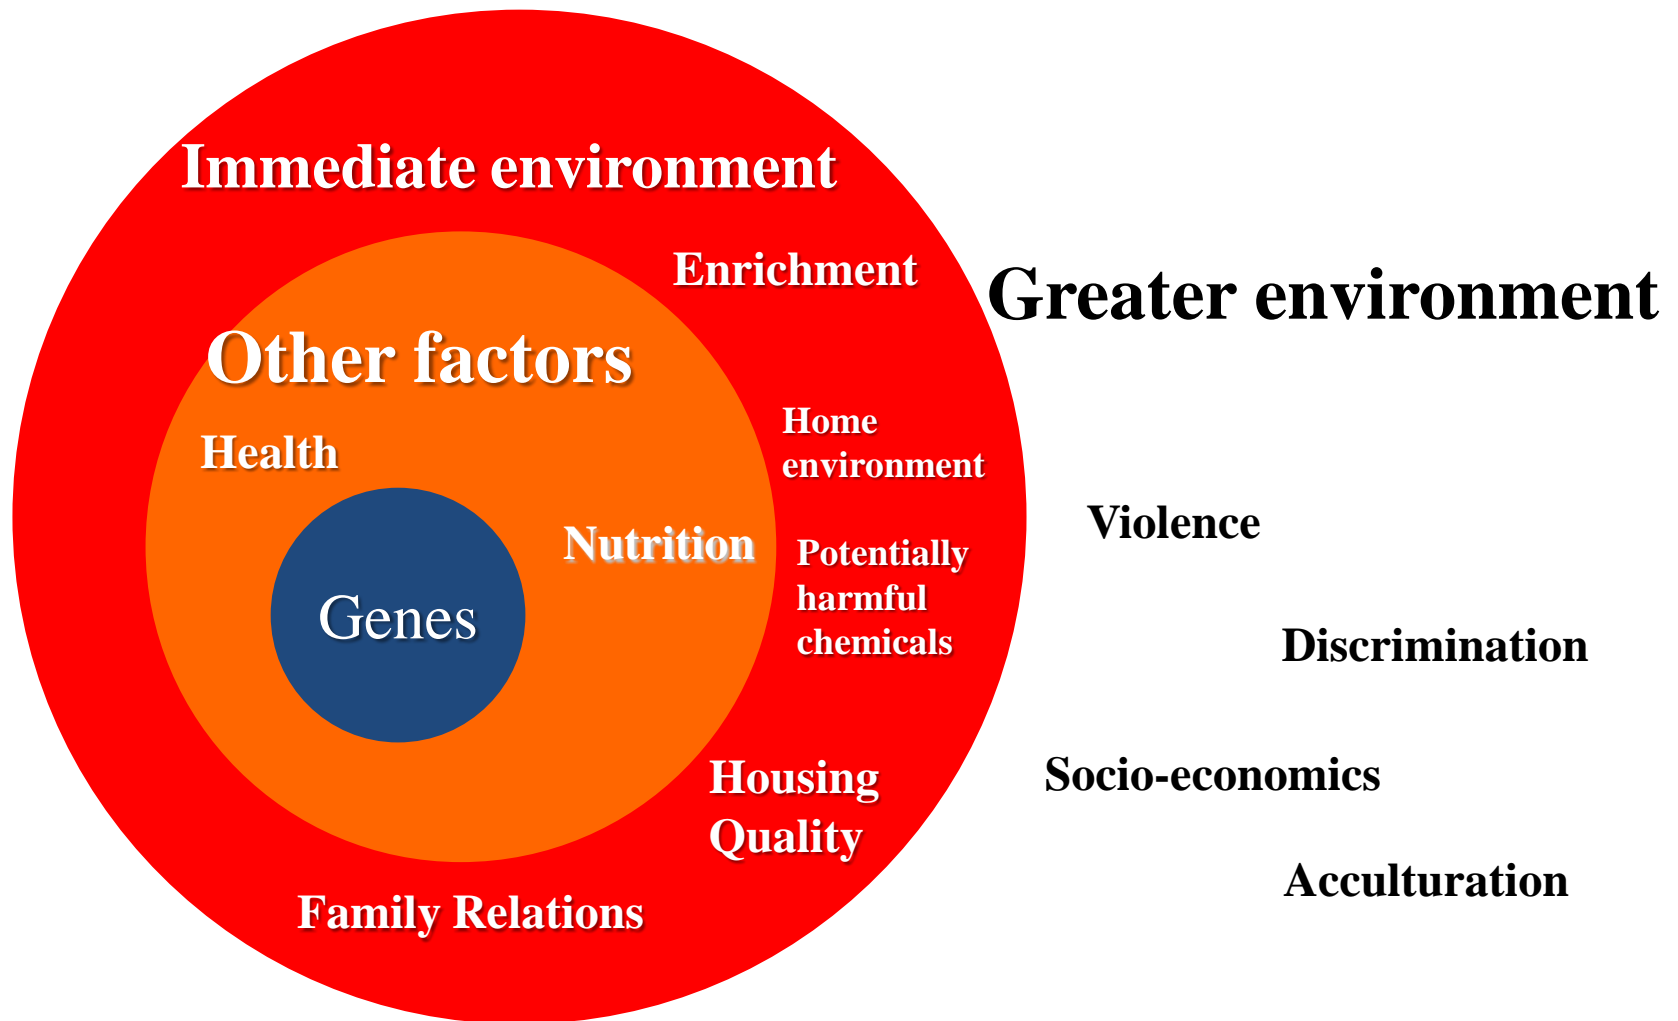 Immediate environment
Enrichment
Greater environment
Other factors
Home
environment
Health
Violence
Nutrition
Potentially
harmful
chemicals
Genes
Discrimination
Housing
Quality
Socio-economics
Acculturation
Family Relations